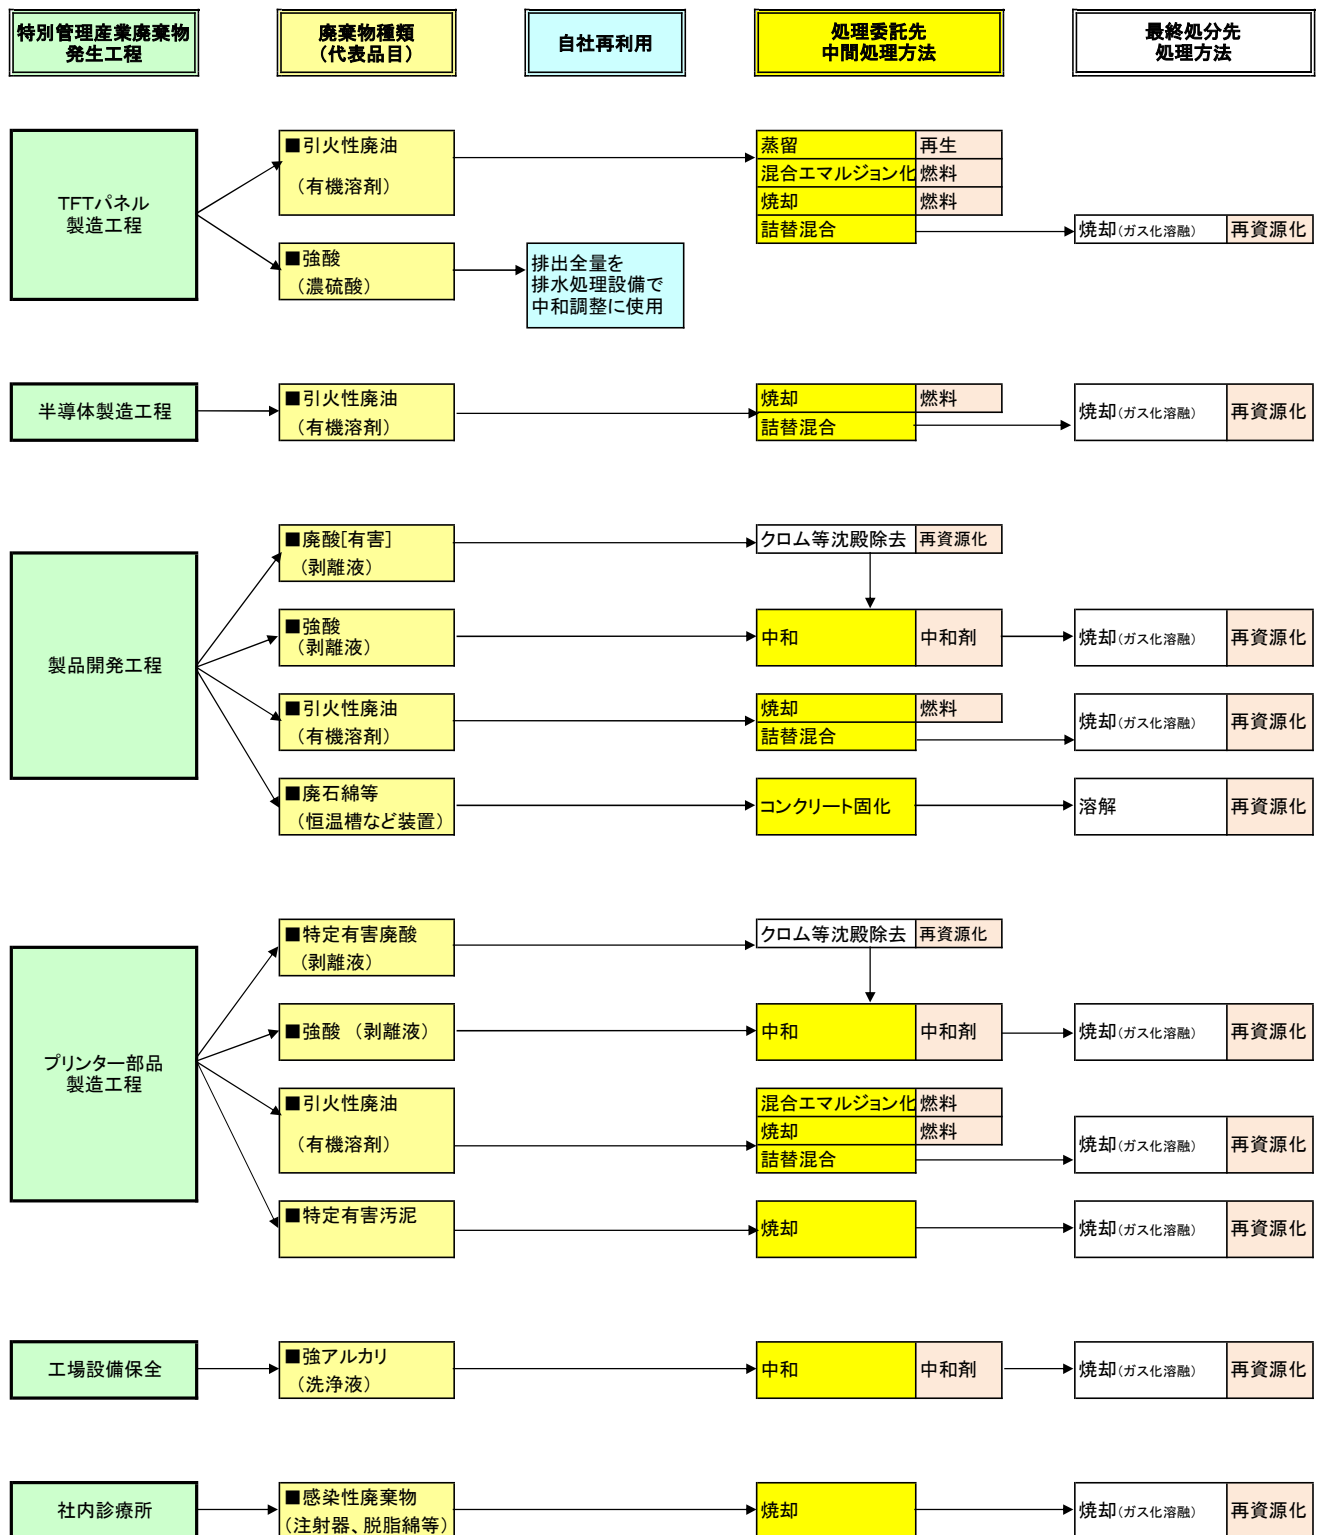 特別管理産業廃棄物
発生工程
廃棄物種類
（代表品目）
自社再利用
処理委託先
中間処理方法
最終処分先
処理方法
TFTパネル
製造工程
■引火性廃油
（有機溶剤）
蒸留 再生
混合エマルジョン化 燃料
焼却 燃料
詰替混合
焼却(ガス化溶融) 再資源化
■強酸
（濃硫酸）
排出全量を
排水処理設備で
中和調整に使用
半導体製造工程
■引火性廃油
（有機溶剤）
焼却 燃料
詰替混合
焼却(ガス化溶融) 再資源化
製品開発工程
■廃酸[有害]
（剥離液）
クロム等沈殿除去 再資源化
■強酸
（剥離液）
中和 中和剤
焼却(ガス化溶融) 再資源化
■引火性廃油
（有機溶剤）
焼却 燃料
詰替混合
焼却(ガス化溶融) 再資源化
■廃石綿等
（恒温槽など装置）
コンクリート固化
溶解 再資源化
プリンター部品
製造工程
■特定有害廃酸
（剥離液）
クロム等沈殿除去 再資源化
■強酸 （剥離液）
中和 中和剤
焼却(ガス化溶融) 再資源化
■引火性廃油
（有機溶剤）
混合エマルジョン化 燃料
焼却 燃料
詰替混合
焼却(ガス化溶融) 再資源化
■特定有害汚泥
焼却
焼却(ガス化溶融) 再資源化
工場設備保全
■強アルカリ
（洗浄液）
中和 中和剤
焼却(ガス化溶融) 再資源化
社内診療所
■感染性廃棄物
（注射器、脱脂綿等）
焼却
焼却(ガス化溶融) 再資源化